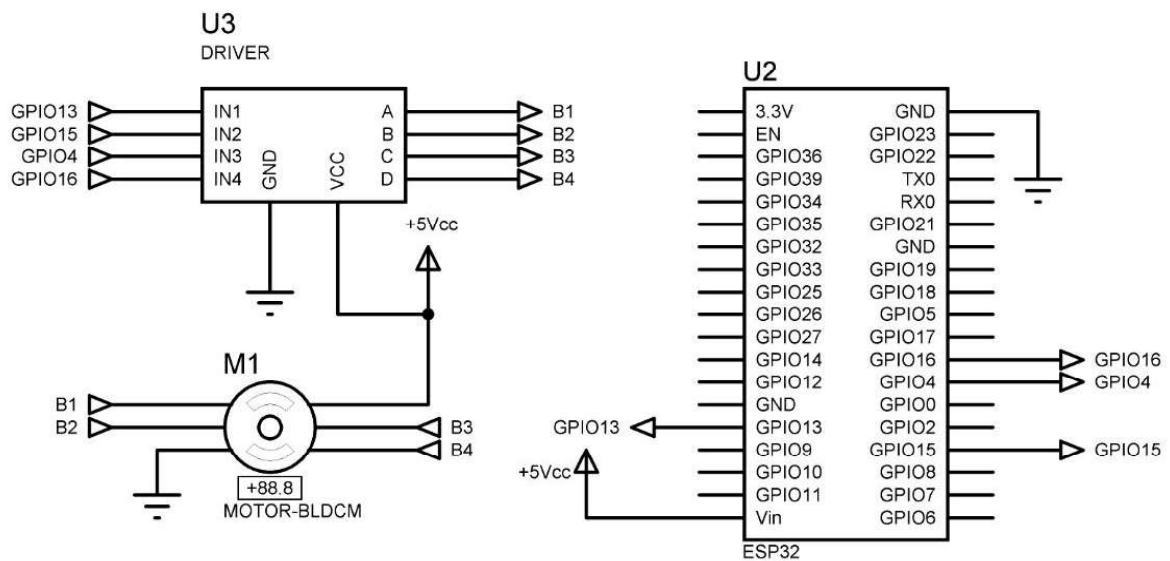 U3
DRIVER
GPIO13 IN1 A B1
GPIO15 IN2 B B2
GPIO4 IN3 C B3
GPIO16 IN4 D B4
GND VCC
+5Vcc
M1
B1
B2 B3
B4
+88.8
MOTOR-BLDCM
U2
3.3V GND
EN GPIO23
GPIO36 GPIO22
GPIO39 TX0
GPIO34 RX0
GPIO35 GPIO21
GPIO32 GND
GPIO33 GPIO19
GPIO25 GPIO18
GPIO26 GPIO5
GPIO27 GPIO17
GPIO14 GPIO16 GPIO16
GPIO12 GPIO4 GPIO4
GND GPIO0
GPIO13 GPIO13 GPIO2
GPIO9 GPIO15 GPIO15
+5Vcc GPIO10 GPIO8
GPIO11 GPIO7
Vin GPIO6
ESP32